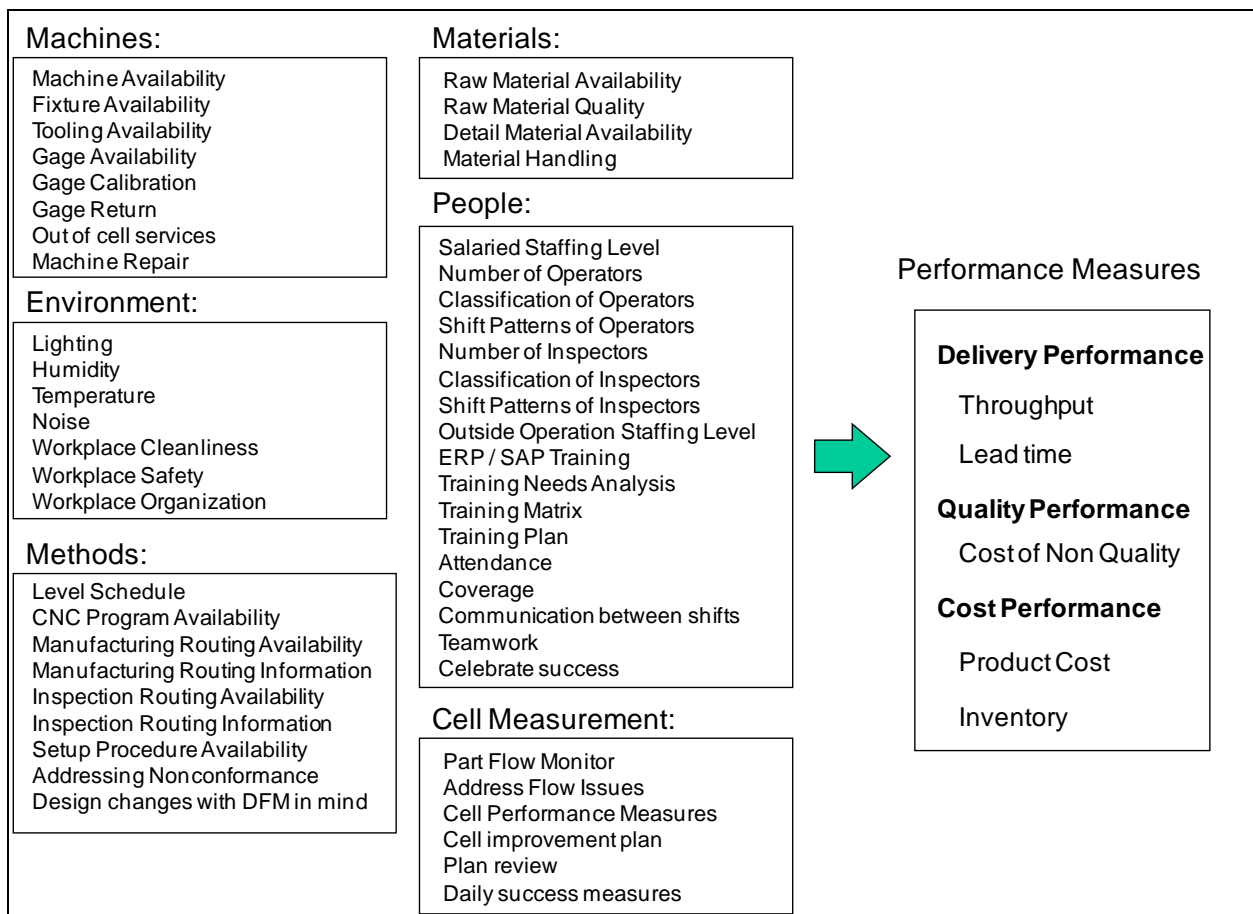 Machines:
Machine Availability
Fixture Availability
Tooling Availability
Gage Availability
Gage Calibration
Gage Return
Out of cell services
Machine Repair
Environment:
Lighting
Humidity
Temperature
Noise
Workplace Cleanliness
Workplace Safety
Workplace Organization
Methods:
Level Schedule
CNC Program Availability
Manufacturing Routing Availability
Manufacturing Routing Information
Inspection Routing Availability
Inspection Routing Information
Setup Procedure Availability
Addressing Nonconformance
Design changes with DFM in mind
Materials:
Raw Material Availability
Raw Material Quality
Detail Material Availability
Material Handling
People:
Salaried Staffing Level
Number of Operators
Classification of Operators
Shift Patterns of Operators
Number of Inspectors
Classification of Inspectors
Shift Patterns of Inspectors
Outside Operation Staffing Level
ERP / SAP Training
Training Needs Analysis
Training Matrix
Training Plan
Attendance
Coverage
Communication between shifts
Teamwork
Celebrate success
Cell Measurement:
Part Flow Monitor
Address Flow Issues
Cell Performance Measures
Cell improvement plan
Plan review
Daily success measures
Performance Measures
Delivery Performance
Throughput
Lead time
Quality Performance
Cost of Non Quality
Cost Performance
Product Cost
Inventory